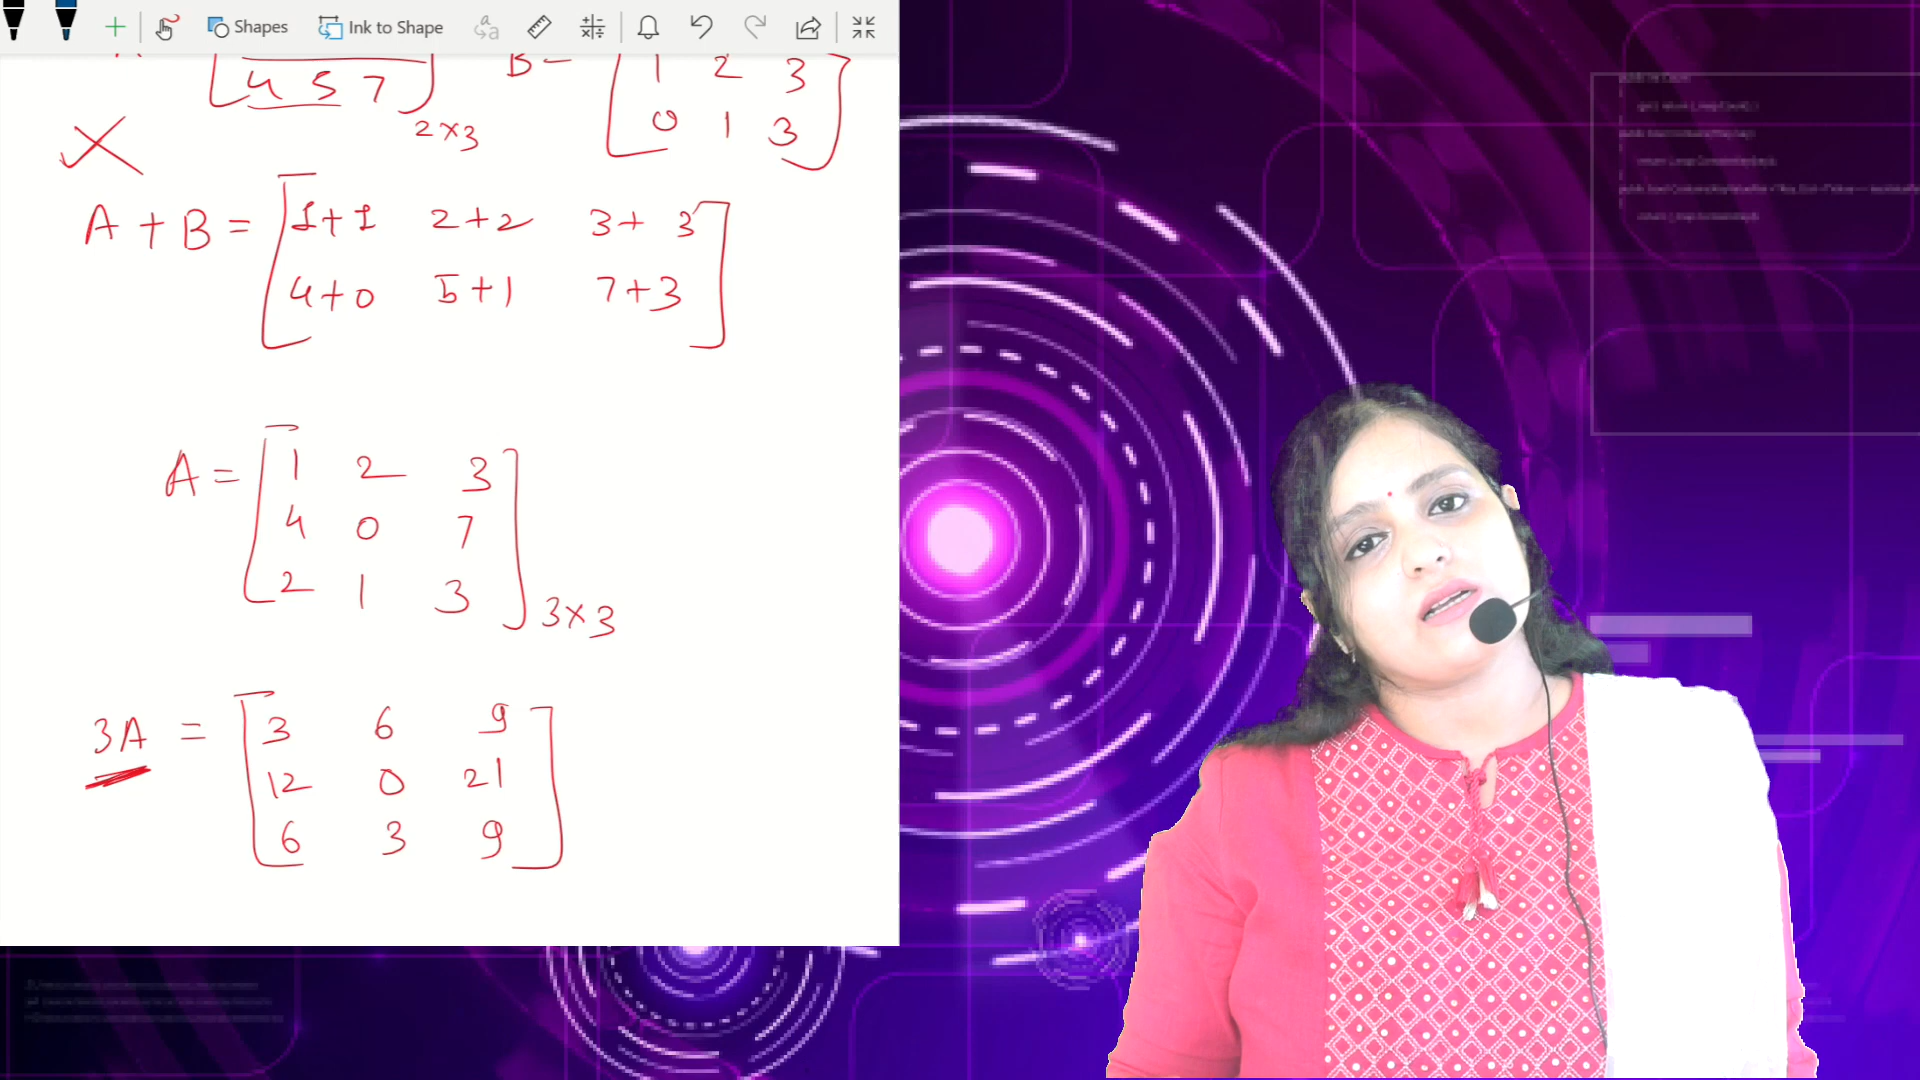 Shapes Ink to Shape
4 5 7
2×3
B= 1 2 3
0 1 3
A + B = 1+1 2+2 3+3
4+0 5+1 7+3
A = 1 2 3
4 0 7
2 1 3
3×3
3A = 3 6 9
12 0 21
6 3 9